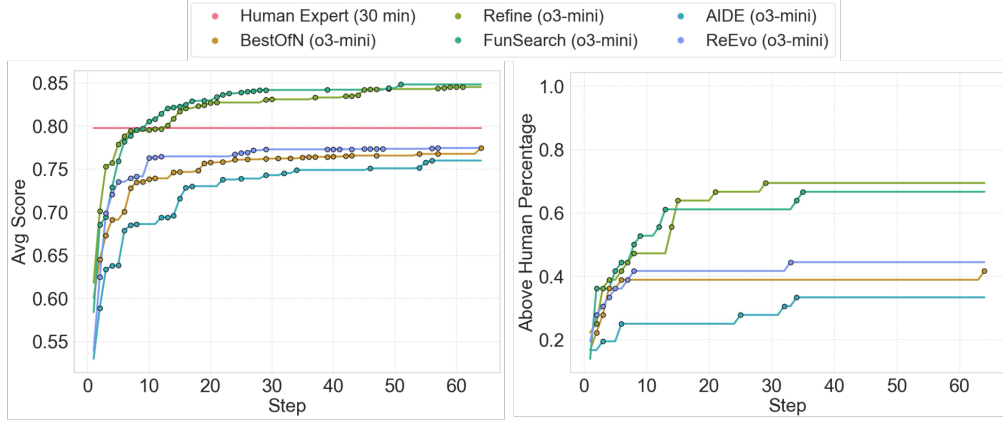 Human Expert (30 min) Refine (o3-mini) AIDE (o3-mini)
BestOfN (o3-mini) FunSearch (o3-mini) ReEvo (o3-mini)
Avg Score
0.85
0.80
0.75
0.70
0.65
0.60
0.55
0 10 20 30 40 50 60
Step
Above Human Percentage
1.0
0.8
0.6
0.4
0.2
0 10 20 30 40 50 60
Step